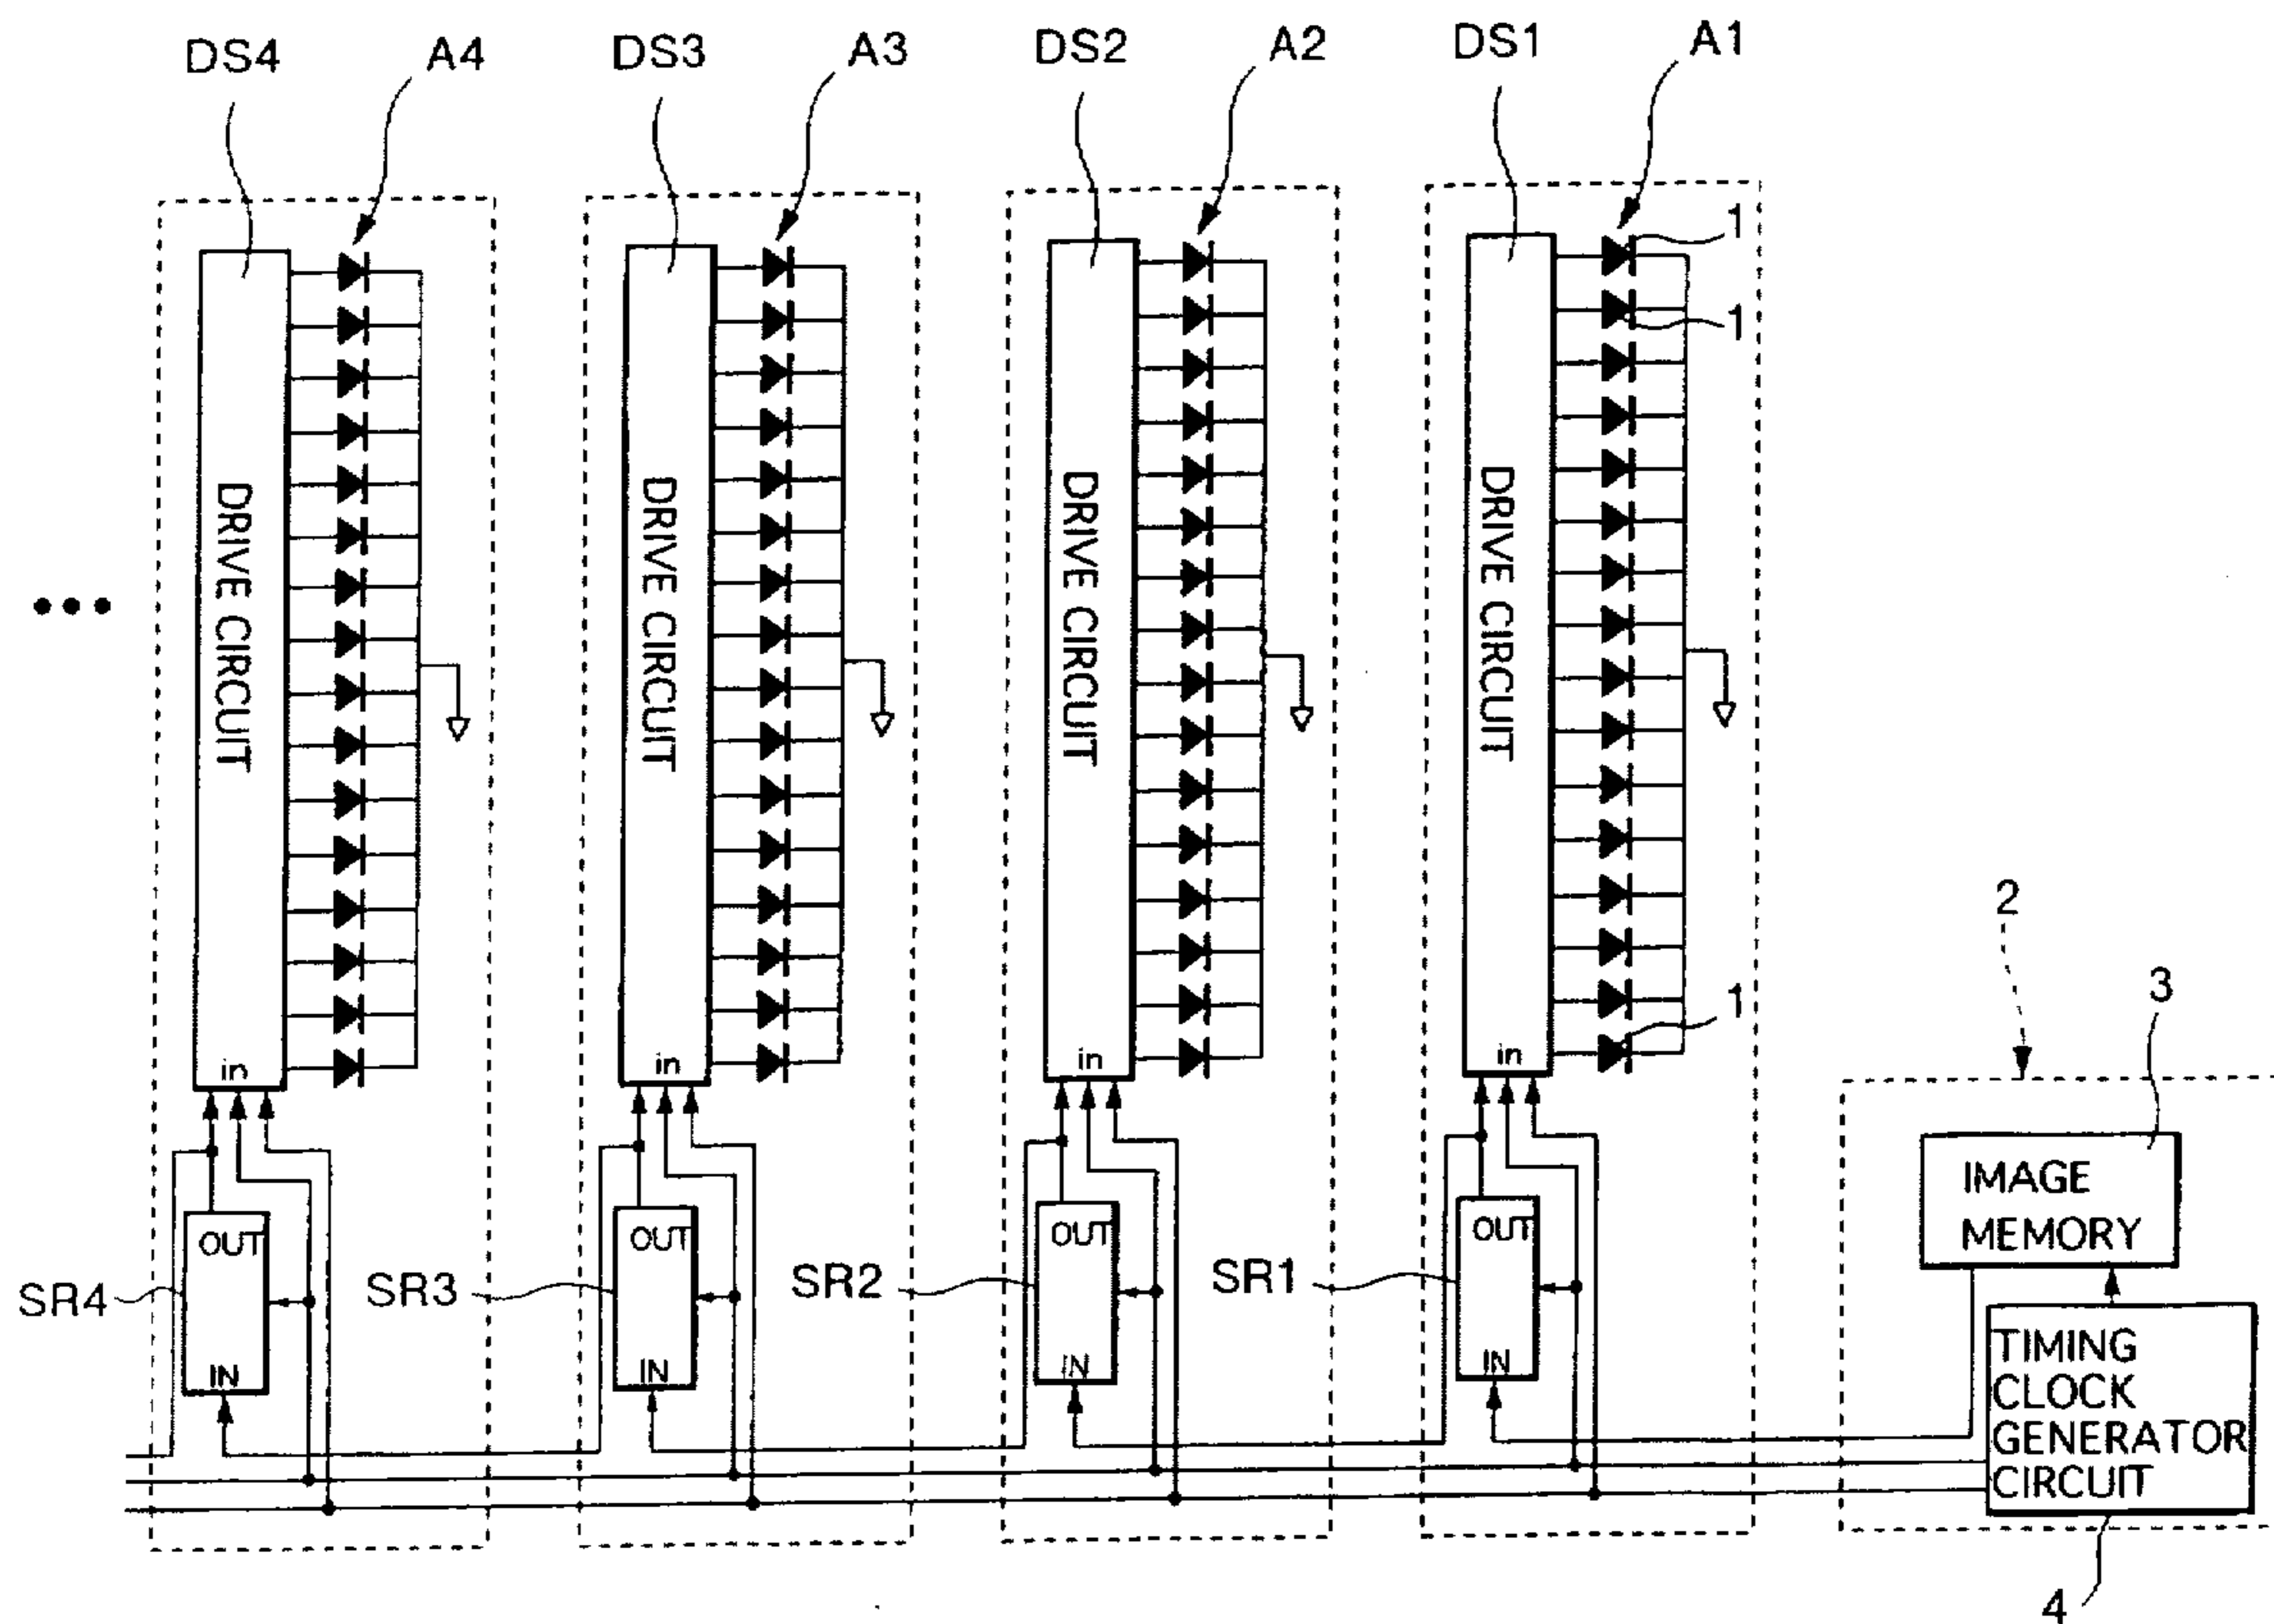 DS4 A4 DS3 A3 DS2 A2 DS1 A1
1
1
DRIVE CIRCUIT
DRIVE CIRCUIT
DRIVE CIRCUIT
DRIVE CIRCUIT
1
in
in
in
in
2
3
IMAGE
MEMORY
OUT
OUT
OUT
OUT
SR4
SR3
SR2
SR1
IN
IN
IN
IN
TIMING
CLOCK
GENERATOR
CIRCUIT
4